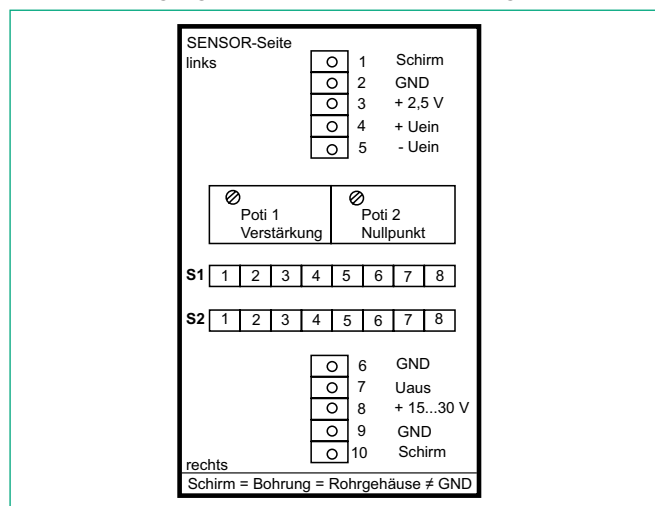 SENSOR-Seite
links
1 Schirm
2 GND
3 + 2,5 V
4 + Uein
5 - Uein
Poti 1 Poti 2
Verstärkung Nullpunkt
S1 1 2 3 4 5 6 7 8
S2 1 2 3 4 5 6 7 8
6 GND
7 Uaus
8 + 15...30 V
9 GND
10 Schirm
rechts
Schirm = Bohrung = Rohrgehäuse ≠ GND